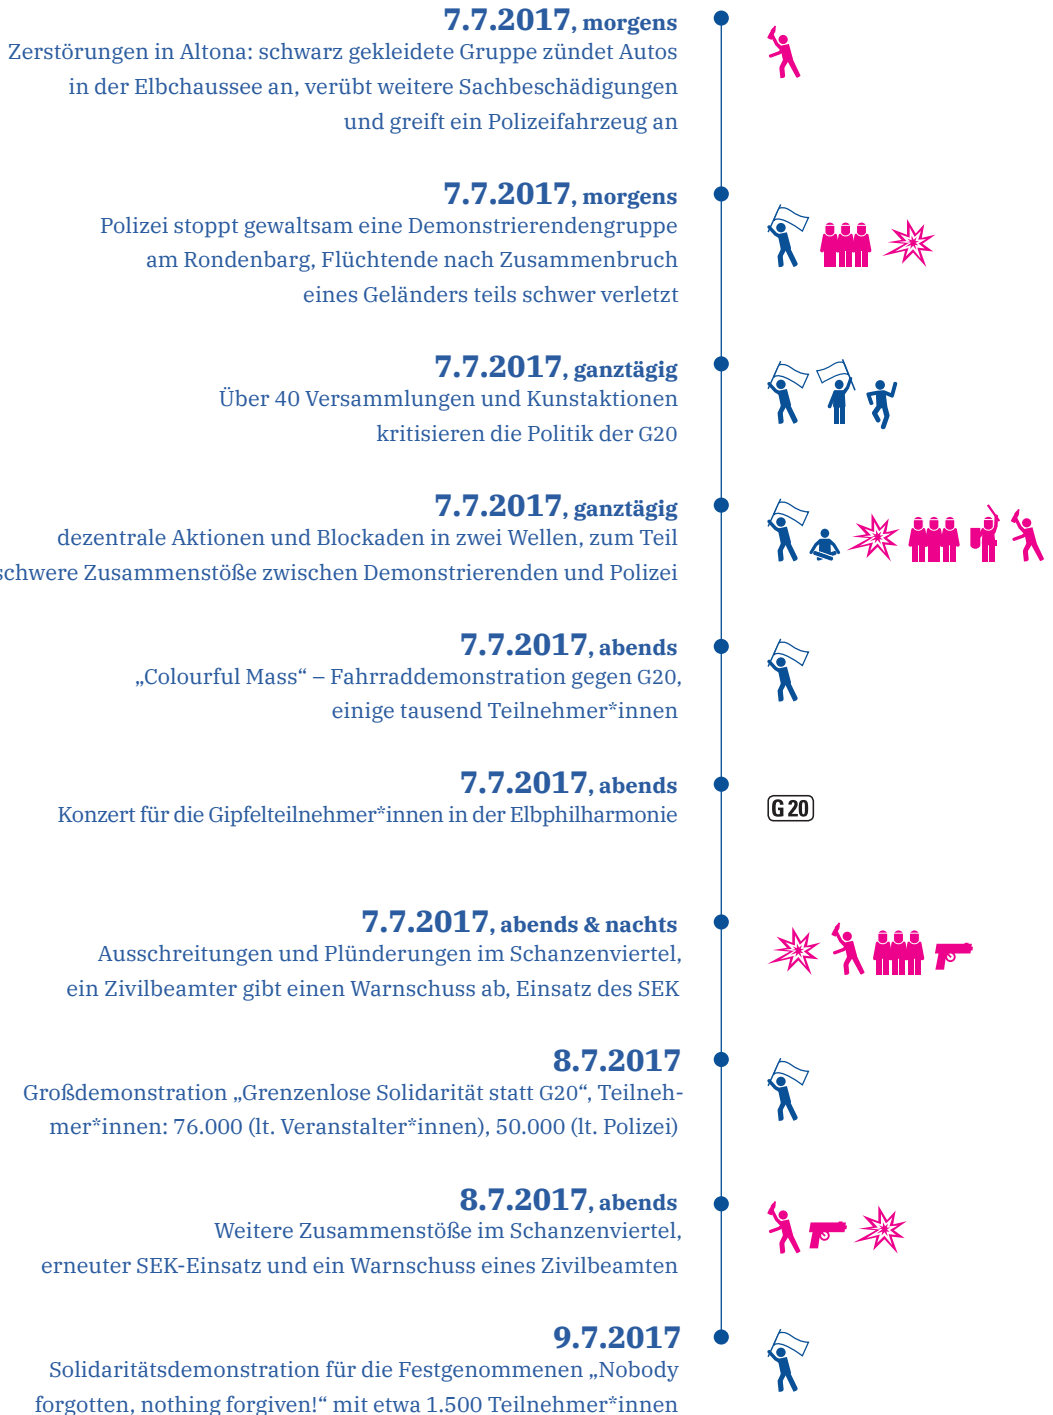 7.7.2017, morgens
Zerstörungen in Altona: schwarz gekleidete Gruppe zündet Autos
in der Elbchaussee an, verübt weitere Sachbeschädigungen
und greift ein Polizeifahrzeug an
7.7.2017, morgens
Polizei stoppt gewaltsam eine Demonstrierendengruppe
am Rondenbarg, Flüchtende nach Zusammenbruch
eines Geländers teils schwer verletzt
7.7.2017, ganztägig
Über 40 Versammlungen und Kunstaktionen
kritisieren die Politik der G20
7.7.2017, ganztägig
dezentrale Aktionen und Blockaden in zwei Wellen, zum Teil
schwere Zusammenstöße zwischen Demonstrierenden und Polizei
7.7.2017, abends
„Colourful Mass“ – Fahrraddemonstration gegen G20,
einige tausend Teilnehmer*innen
7.7.2017, abends
Konzert für die Gipfelteilnehmer*innen in der Elbphilharmonie
G20
7.7.2017, abends & nachts
Ausschreitungen und Plünderungen im Schanzenviertel,
ein Zivilbeamter gibt einen Warnschuss ab, Einsatz des SEK
8.7.2017
Großdemonstration „Grenzenlose Solidarität statt G20“, Teilneh-
mer*innen: 76.000 (lt. Veranstalter*innen), 50.000 (lt. Polizei)
8.7.2017, abends
Weitere Zusammenstöße im Schanzenviertel,
erneuter SEK-Einsatz und ein Warnschuss eines Zivilbeamten
9.7.2017
Solidaritätsdemonstration für die Festgenommenen „Nobody
forgotten, nothing forgiven!“ mit etwa 1.500 Teilnehmer*innen